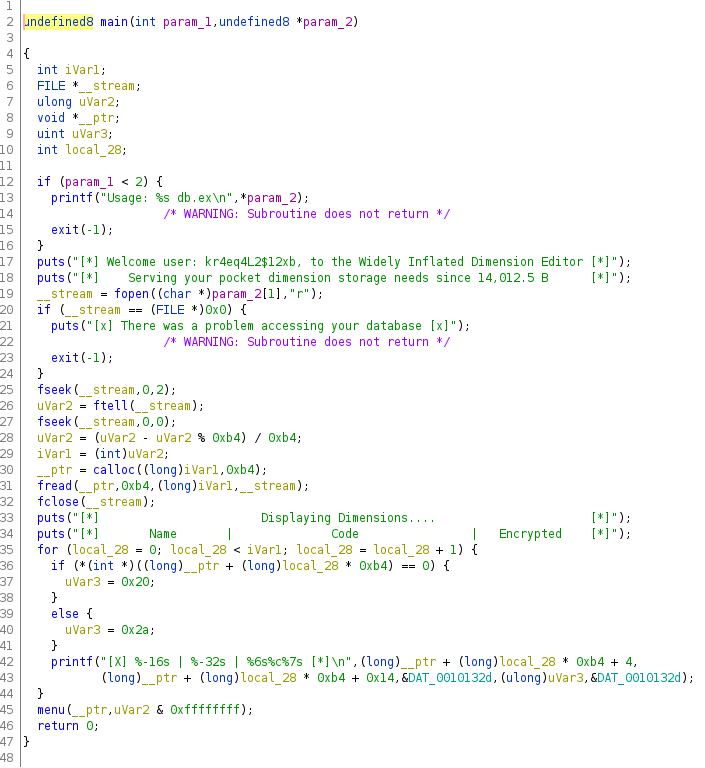 1
2 undefined8 main(int param_1,undefined8 *param_2)
3
4 {
5   int iVar1;
6   FILE *__stream;
7   ulong uVar2;
8   void *__ptr;
9   uint uVar3;
10   int local_28;
11
12   if (param_1 < 2) {
13     printf("Usage: %s db.ex\n",*param_2);
14                     /* WARNING: Subroutine does not return */
15     exit(-1);
16   }
17   puts("[*] Welcome user: kr4eq4L2$12xb, to the Widely Inflated Dimension Editor [*]");
18   puts("[*]    Serving your pocket dimension storage needs since 14,012.5 B      [*]");
19   __stream = fopen((char *)param_2[1],"r");
20   if (__stream == (FILE *)0x0) {
21     puts("[x] There was a problem accessing your database [x]");
22                     /* WARNING: Subroutine does not return */
23     exit(-1);
24   }
25   fseek(__stream,0,2);
26   uVar2 = ftell(__stream);
27   fseek(__stream,0,0);
28   uVar2 = (uVar2 - uVar2 % 0xb4) / 0xb4;
29   iVar1 = (int)uVar2;
30   __ptr = calloc((long)iVar1,0xb4);
31   fread(__ptr,0xb4,(long)iVar1,__stream);
32   fclose(__stream);
33   puts("[*]                       Displaying Dimensions....                      [*]");
34   puts("[*]       Name       |              Code                |   Encrypted    [*]");
35   for (local_28 = 0; local_28 < iVar1; local_28 = local_28 + 1) {
36     if (*(int *)((long)__ptr + (long)local_28 * 0xb4) == 0) {
37       uVar3 = 0x20;
38     }
39     else {
40       uVar3 = 0x2a;
41     }
42     printf("[X] %-16s | %-32s | %6s%c%7s [*]\n",(long)__ptr + (long)local_28 * 0xb4 + 4,
43            (long)__ptr + (long)local_28 * 0xb4 + 0x14,&DAT_0010132d,(ulong)uVar3,&DAT_0010132d);
44   }
45   menu(__ptr,uVar2 & 0xffffffff);
46   return 0;
47 }
48